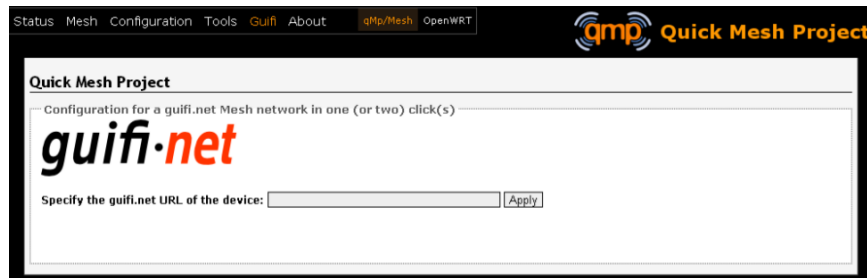 Status Mesh Configuration Tools Guifi About qMp/Mesh OpenWRT
qmp Quick Mesh Project
Quick Mesh Project
Configuration for a guifi.net Mesh network in one (or two) click(s)
guifi·net
Specify the guifi.net URL of the device: Apply